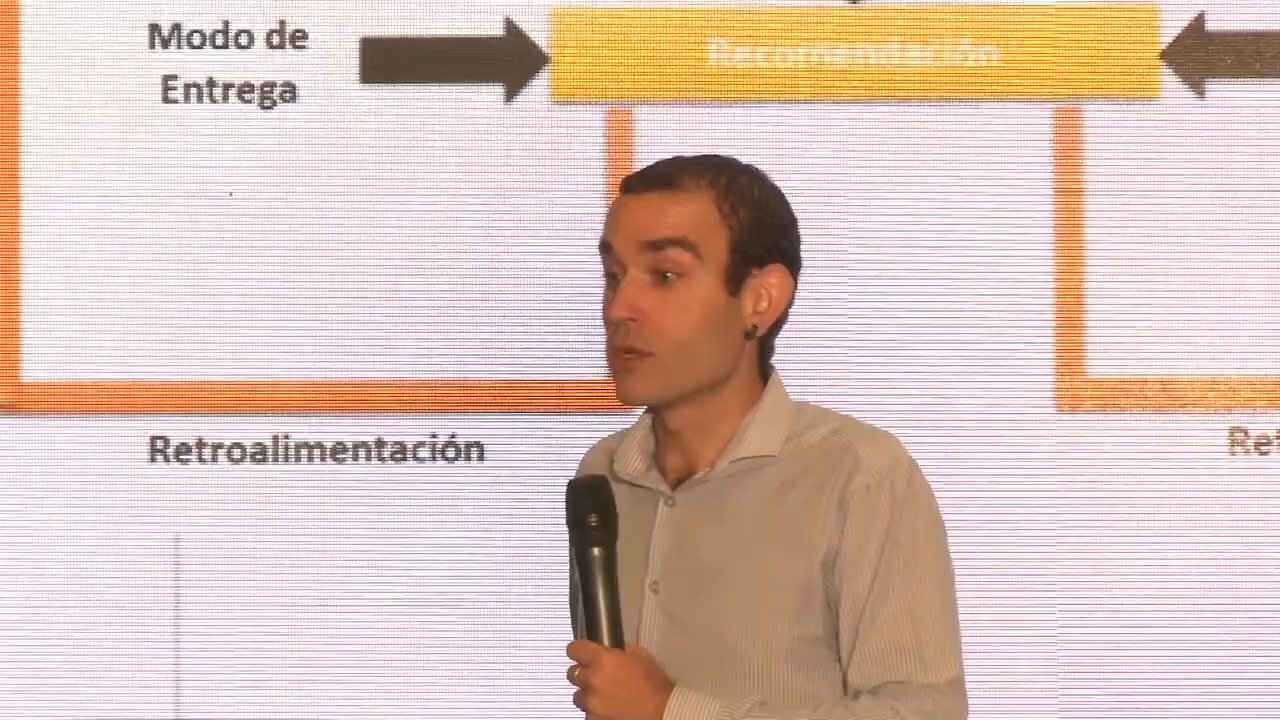 Modo de
Entrega
Recomendación
Retroalimentación